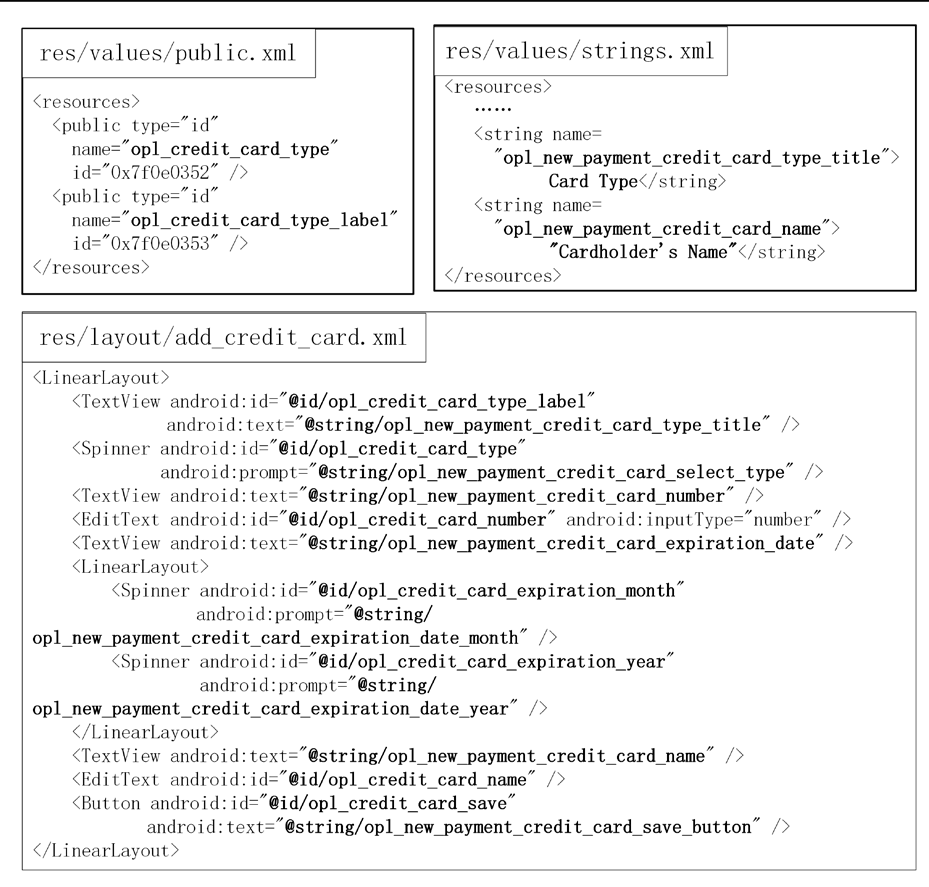 res/values/public.xml
<resources>
<public type="id"
name="opl_credit_card_type"
id="0x7f0e0352" />
<public type="id"
name="opl_credit_card_type_label"
id="0x7f0e0353" />
</resources>
res/values/strings.xml
<resources>
......
<string name=
"opl_new_payment_credit_card_type_title">
Card Type</string>
<string name=
"opl_new_payment_credit_card_name">
"Cardholder's Name"</string>
</resources>
res/layout/add_credit_card.xml
<LinearLayout>
<TextView android:id="@id/opl_credit_card_type_label"
android:text="@string/opl_new_payment_credit_card_type_title" />
<Spinner android:id="@id/opl_credit_card_type"
android:prompt="@string/opl_new_payment_credit_card_select_type" />
<TextView android:text="@string/opl_new_payment_credit_card_number" />
<EditText android:id="@id/opl_credit_card_number" android:inputType="number" />
<TextView android:text="@string/opl_new_payment_credit_card_expiration_date" />
<LinearLayout>
<Spinner android:id="@id/opl_credit_card_expiration_month"
android:prompt="@string/
opl_new_payment_credit_card_expiration_date_month" />
<Spinner android:id="@id/opl_credit_card_expiration_year"
android:prompt="@string/
opl_new_payment_credit_card_expiration_date_year" />
</LinearLayout>
<TextView android:text="@string/opl_new_payment_credit_card_name" />
<EditText android:id="@id/opl_credit_card_name" />
<Button android:id="@id/opl_credit_card_save"
android:text="@string/opl_new_payment_credit_card_save_button" />
</LinearLayout>